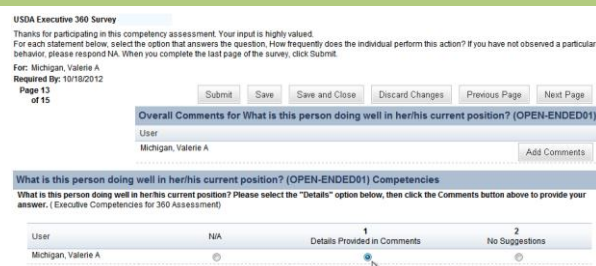 USDA Executive 360 Survey
Thanks for participating in this competency assessment. Your input is highly valued.
For each statement below, select the option that answers the question, How frequently does the individual perform this action? If you have not observed a particular
behavior, please respond NA. When you complete the last page of the survey, click Submit.
For: Michigan, Valerie A
Required By: 10/18/2012
Page 13
of 15
Submit Save Save and Close Discard Changes Previous Page Next Page
Overall Comments for What is this person doing well in her/his current position? (OPEN-ENDED01)
User
Michigan, Valerie A
Add Comments
What is this person doing well in her/his current position? (OPEN-ENDED01) Competencies
What is this person doing well in her/his current position? Please select the "Details" option below, then click the Comments button above to provide your
answer. ( Executive Competencies for 360 Assessment)
User N/A 1 2
Details Provided in Comments No Suggestions
Michigan, Valerie A